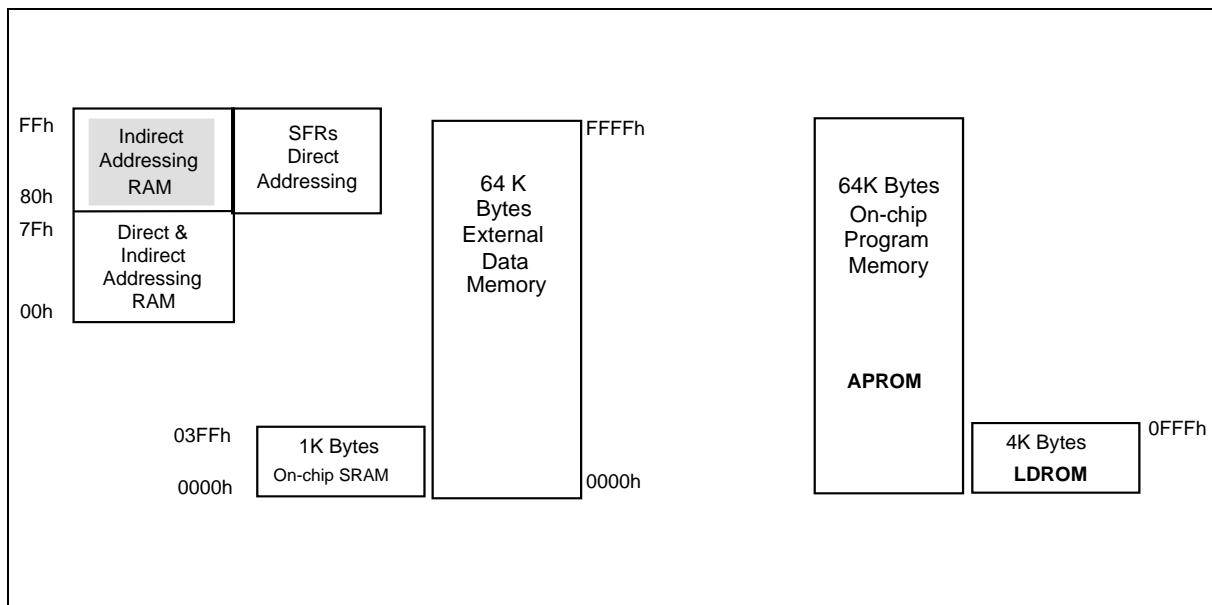 FFh
Indirect
Addressing
RAM
80h
SFRs
Direct
Addressing
7Fh
Direct &
Indirect
Addressing
RAM
00h
03FFh
1K Bytes
On-chip SRAM
0000h
FFFFh
64 K
Bytes
External
Data
Memory
0000h
64K Bytes
On-chip
Program
Memory
APROM
4K Bytes
LDROM
0FFFh